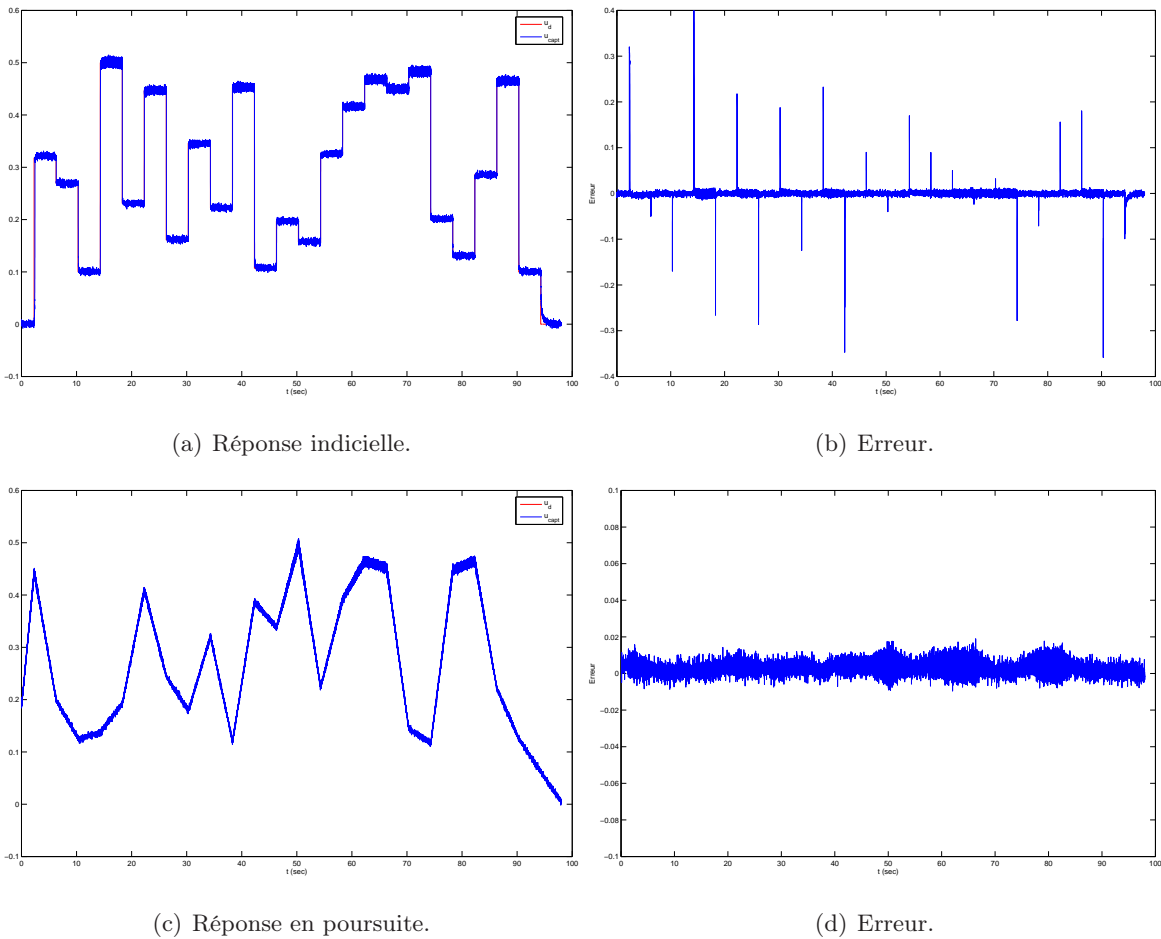 0.6
0.5
0.4
0.3
0.2
0.1
0
−0.1
0 10 20 30 40 50 60 70 80 90 100
t (sec)
u_d
u_capt
(a) Réponse indicielle.
0.4
0.3
0.2
0.1
0
−0.1
−0.2
−0.3
−0.4
Erreur
0 10 20 30 40 50 60 70 80 90 100
t (sec)
(b) Erreur.
0.6
0.5
0.4
0.3
0.2
0.1
0
−0.1
0 10 20 30 40 50 60 70 80 90 100
t (sec)
u_d
u_capt
(c) Réponse en poursuite.
0.1
0.08
0.06
0.04
0.02
0
−0.02
−0.04
−0.06
−0.08
−0.1
Erreur
0 10 20 30 40 50 60 70 80 90 100
t (sec)
(d) Erreur.